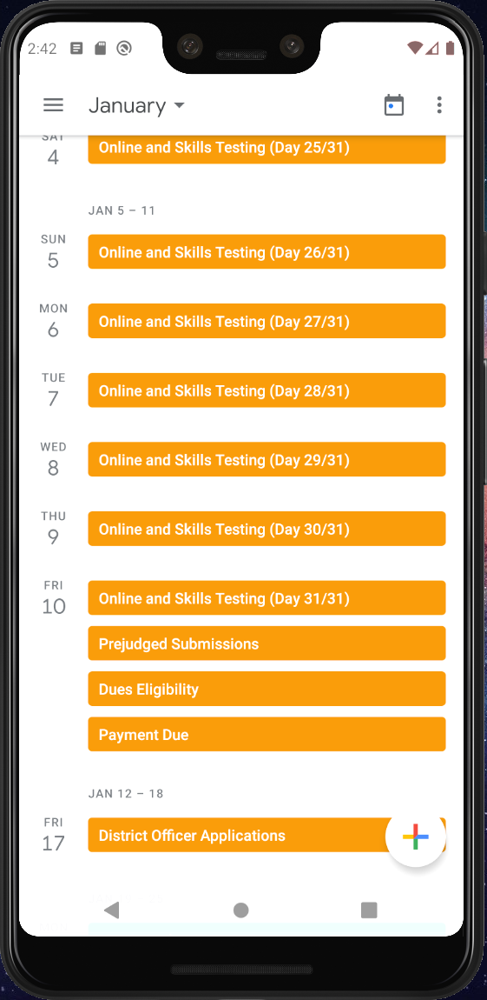 2:42
January
SAT
4
Online and Skills Testing (Day 25/31)
JAN 5 – 11
SUN
5
Online and Skills Testing (Day 26/31)
MON
6
Online and Skills Testing (Day 27/31)
TUE
7
Online and Skills Testing (Day 28/31)
WED
8
Online and Skills Testing (Day 29/31)
THU
9
Online and Skills Testing (Day 30/31)
FRI
10
Online and Skills Testing (Day 31/31)
Prejudged Submissions
Dues Eligibility
Payment Due
JAN 12 – 18
FRI
17
District Officer Applications